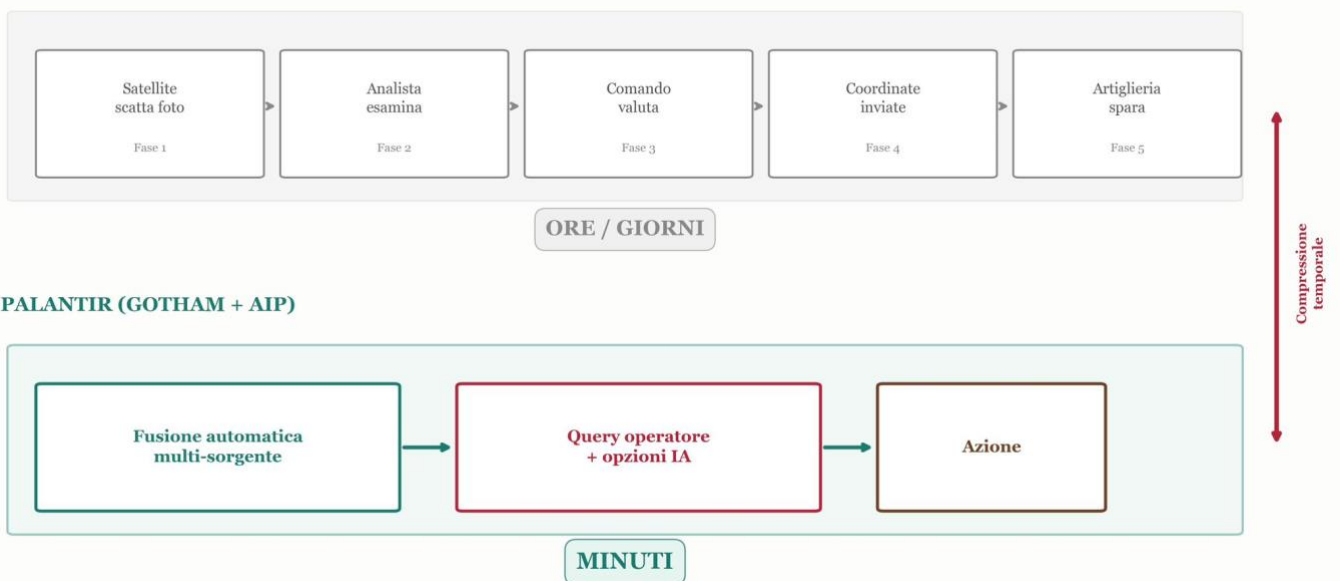 Satellite
scatta foto
Fase 1
Analista
esamina
Fase 2
Comando
valuta
Fase 3
Coordinate
inviate
Fase 4
Artiglieria
spara
Fase 5
ORE / GIORNI
Compressione
temporale
PALANTIR (GOTHAM + AIP)
Fusione automatica
multi-sorgente
Query operatore
+ opzioni IA
Azione
MINUTI